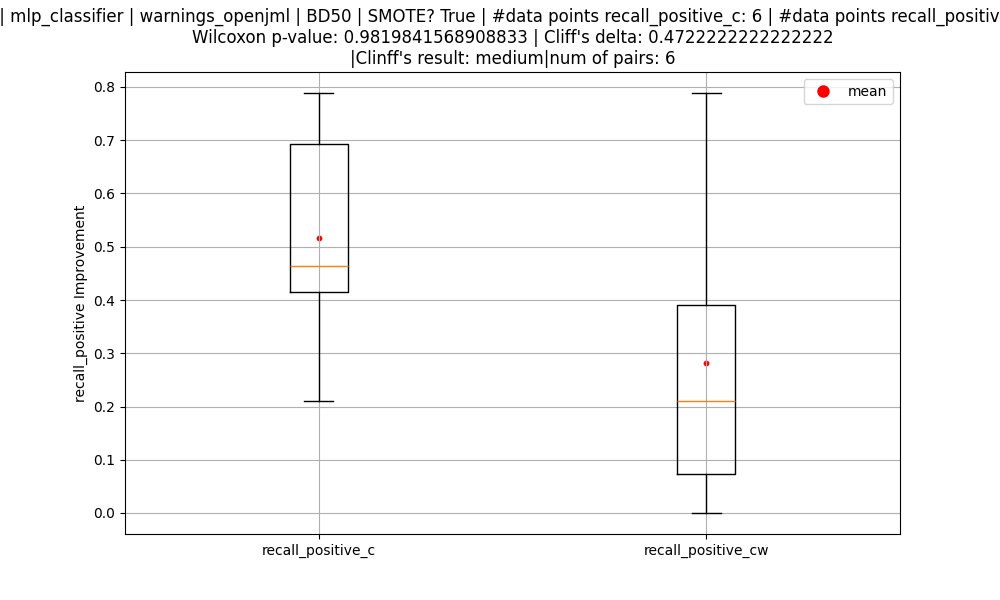 | mlp_classifier | warnings_openjml | BD50 | SMOTE? True | #data points recall_positive_c: 6 | #data points recall_positiv
Wilcoxon p-value: 0.9819841568908833 | Cliff's delta: 0.4722222222222222
|Clinff's result: medium|num of pairs: 6
mean
0.8
0.7
0.6
0.5
0.4
0.3
0.2
0.1
0.0
recall_positive Improvement
recall_positive_c
recall_positive_cw